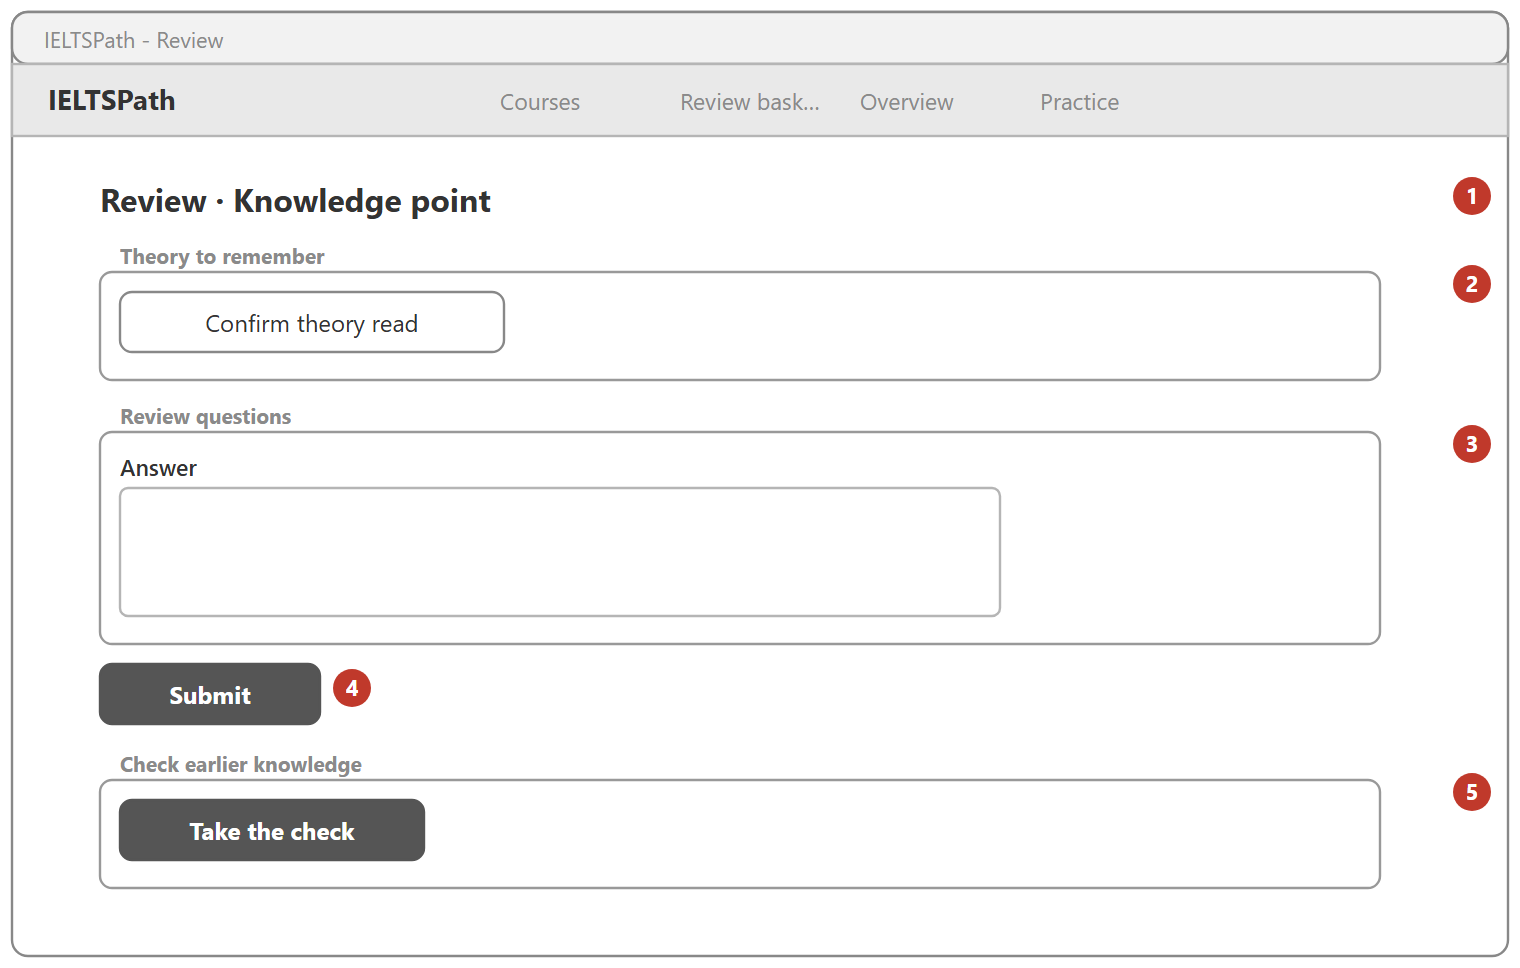 IELTSPath - Review
IELTSPath Courses Review bask... Overview Practice
Review · Knowledge point 1
Theory to remember
2
Confirm theory read
Review questions
3
Answer
Submit 4
Check earlier knowledge
5
Take the check